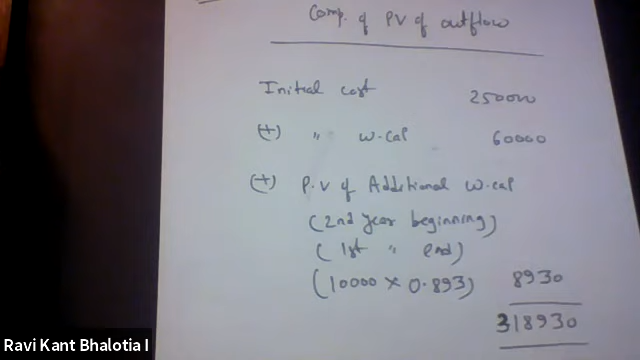 Comp. of PV of outflow
Initial cost 250000
(+) " w.cap 60000
(+) P.V of Additional w.cap
(2nd year beginning)
(1st " end)
(10000 × 0.893) 8930
318930
Ravi Kant Bhalotia I